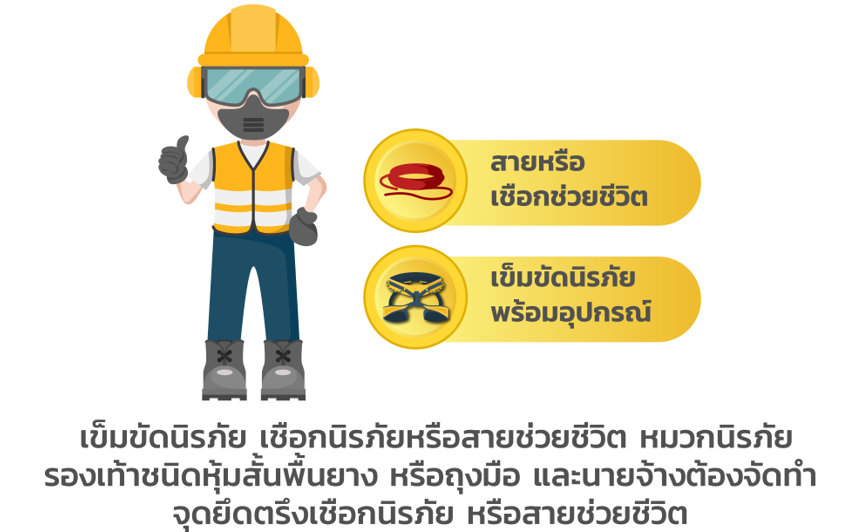 สายหรือ
เชือกช่วยชีวิต
เข็มขัดนิรภัย
พร้อมอุปกรณ์
เข็มขัดนิรภัย เชือกนิรภัยหรือสายช่วยชีวิต หมวกนิรภัย
รองเท้าชนิดหุ้มส้นพื้นยาง หรือถุงมือ และนายจ้างต้องจัดทำ
จุดยึดตรึงเชือกนิรภัย หรือสายช่วยชีวิต